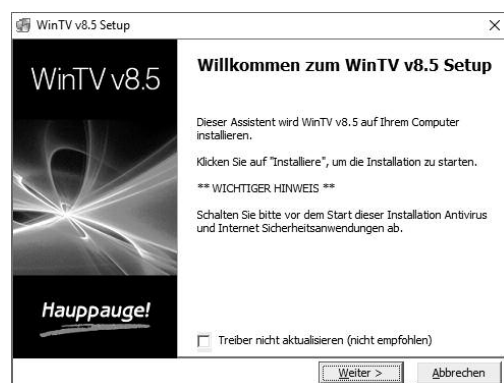 WinTV v8.5 Setup
WinTV v8.5
Hauppauge!
Willkommen zum WinTV v8.5 Setup
Dieser Assistent wird WinTV v8.5 auf Ihrem Computer
installieren.
Klicken Sie auf "Installiere", um die Installation zu starten.
** WICHTIGER HINWEIS **
Schalten Sie bitte vor dem Start dieser Installation Antivirus
und Internet Sicherheitsanwendungen ab.
Treiber nicht aktualisieren (nicht empfohlen)
Weiter >
Abbrechen